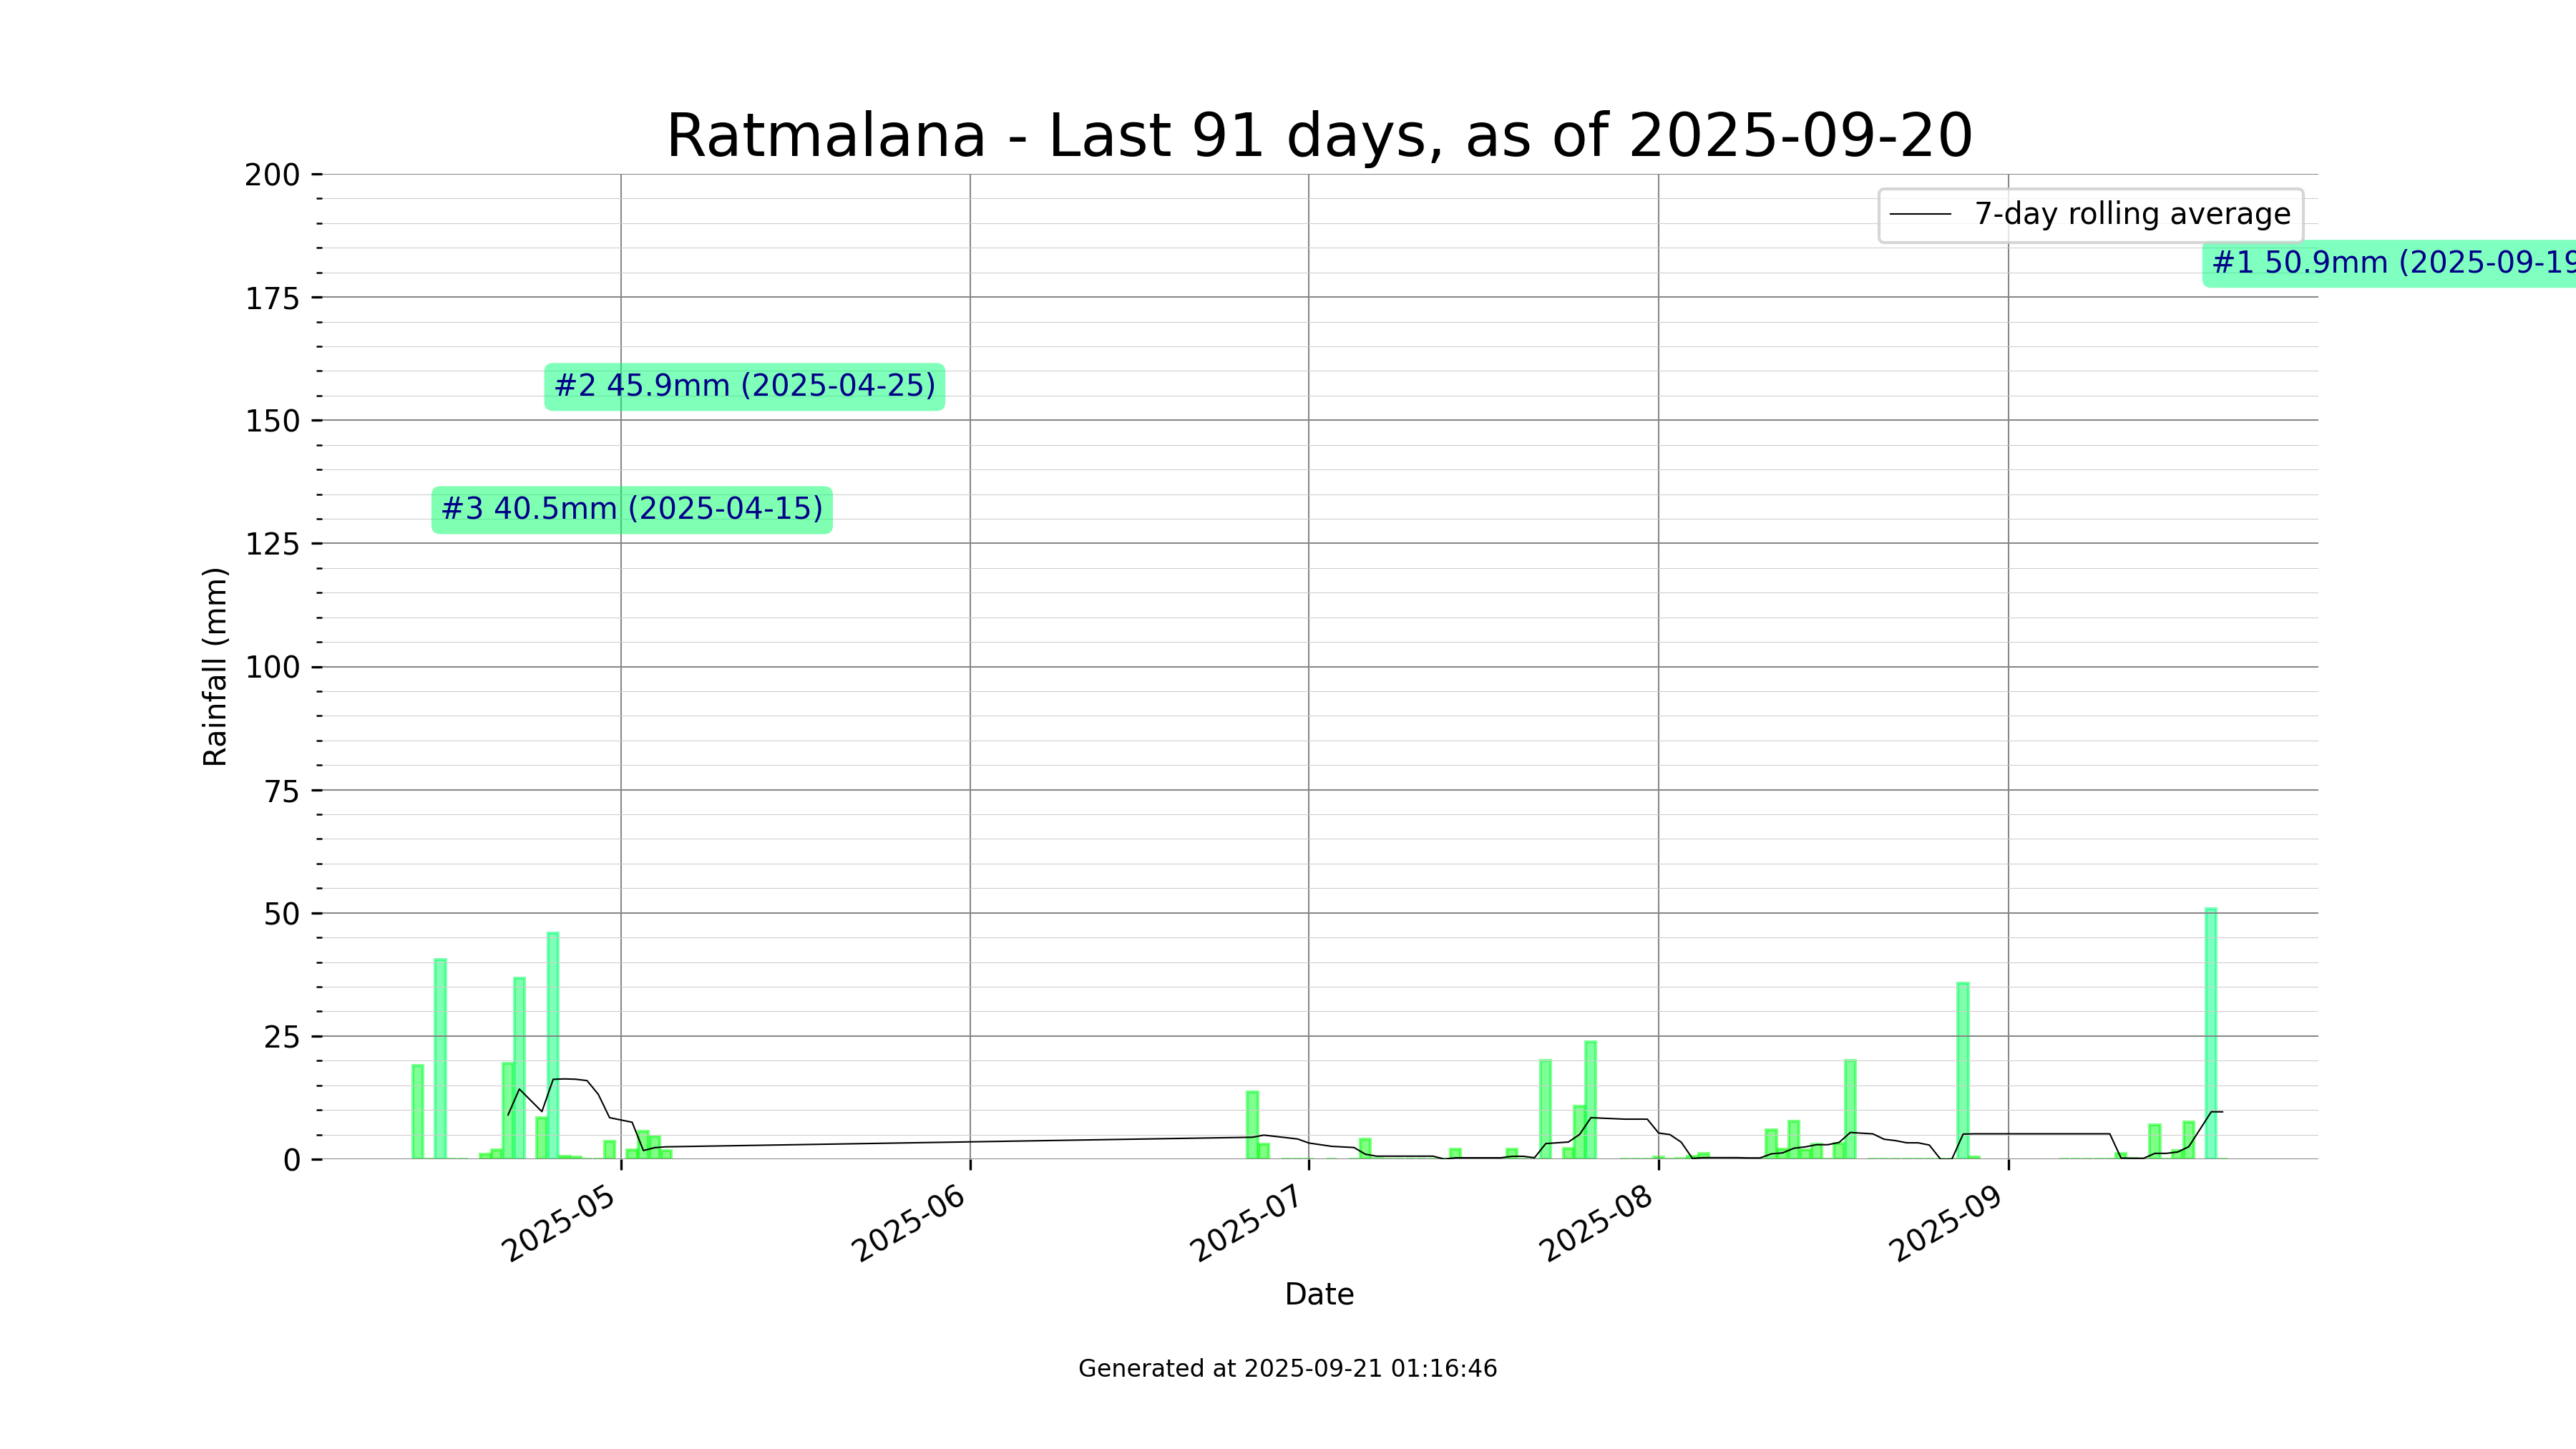 Ratmalana - Last 91 days, as of 2025-09-20
7-day rolling average
#1 50.9mm (2025-09-19
#2 45.9mm (2025-04-25)
#3 40.5mm (2025-04-15)
Rainfall (mm)
200
175
150
125
100
75
50
25
0
2025-05
2025-06
2025-07
2025-08
2025-09
Date
Generated at 2025-09-21 01:16:46